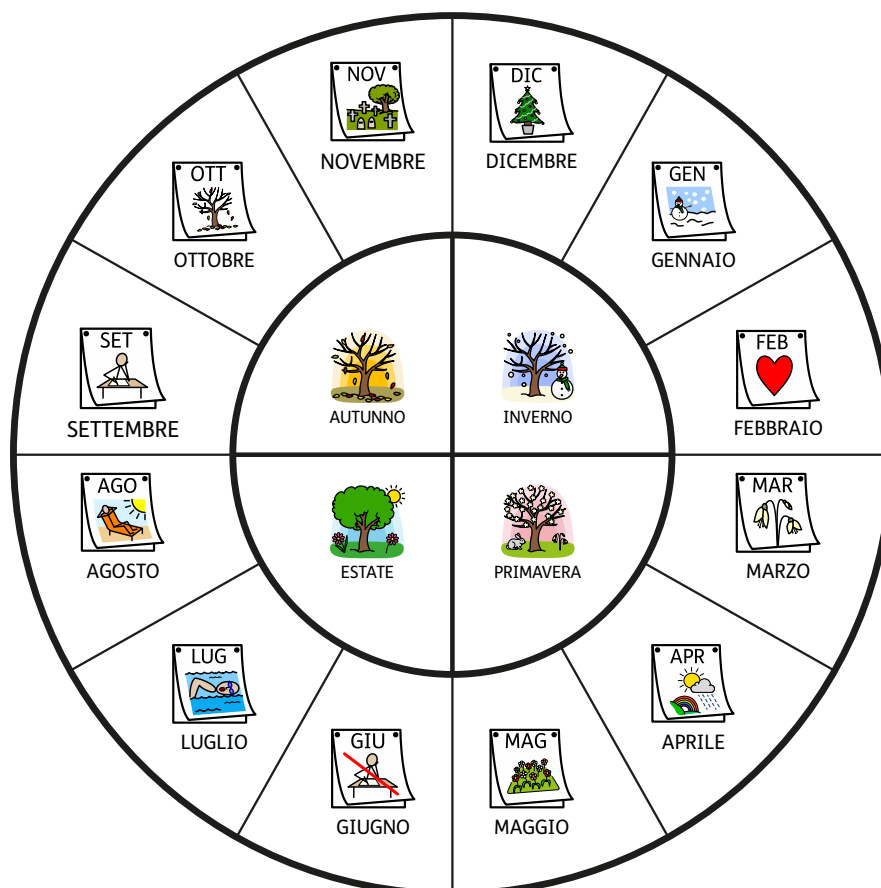 NOV
NOVEMBRE
DIC
DICEMBRE
OTT
OTTOBRE
GEN
GENNAIO
SET
SETTEMBRE
AUTUNNO
INVERNO
FEB
FEBBRAIO
AGO
AGOSTO
ESTATE
PRIMAVERA
MAR
MARZO
LUG
LUGLIO
APR
APRILE
GIU
GIUGNO
MAG
MAGGIO